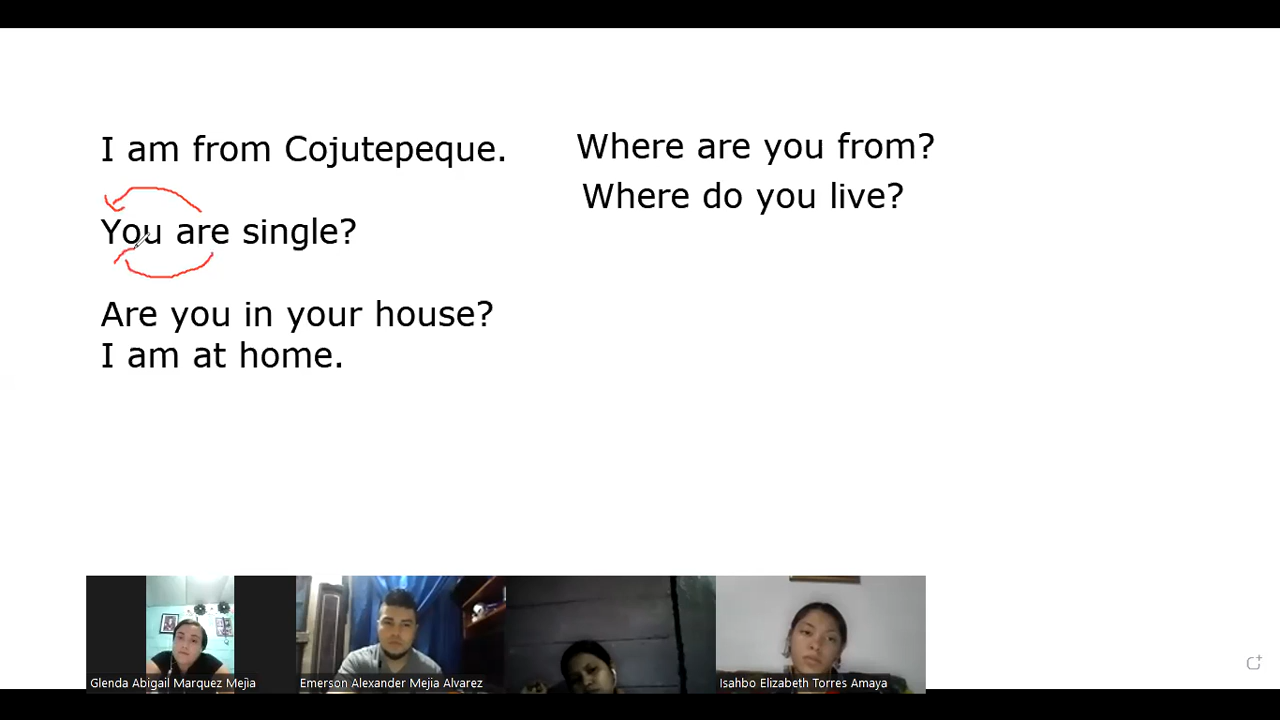 I am from Cojutepeque.
Where are you from?
Where do you live?
You are single?
Are you in your house?
I am at home.
Glenda Abigail Marquez Mejia
Emerson Alexander Mejia Alvarez
Isahbo Elizabeth Torres Amaya